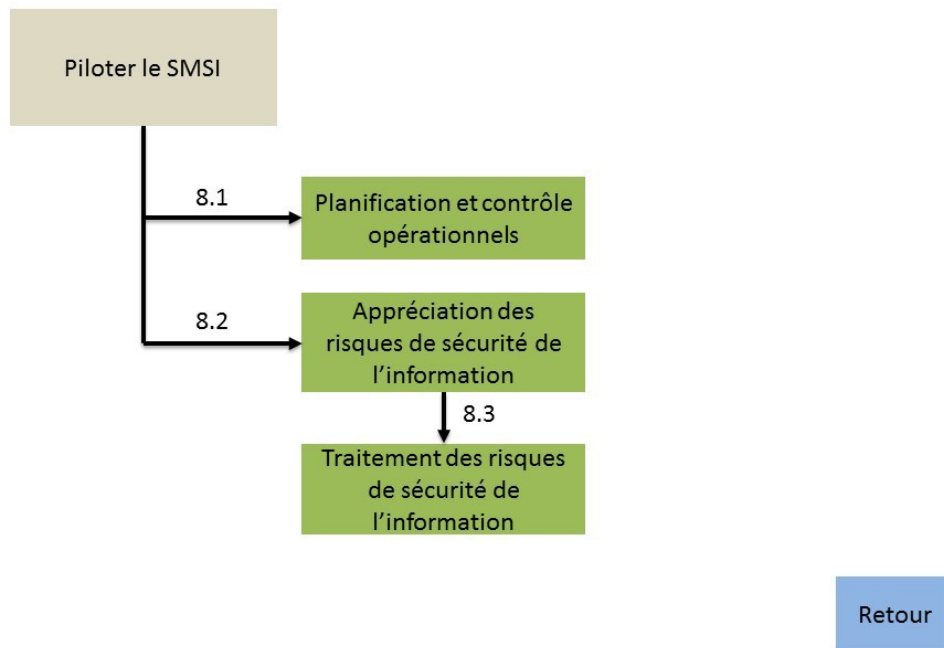 Piloter le SMSI
8.1
Planification et contrôle
opérationnels
8.2
Appréciation des
risques de sécurité de
l’information
8.3
Traitement des risques
de sécurité de
l’information
Retour